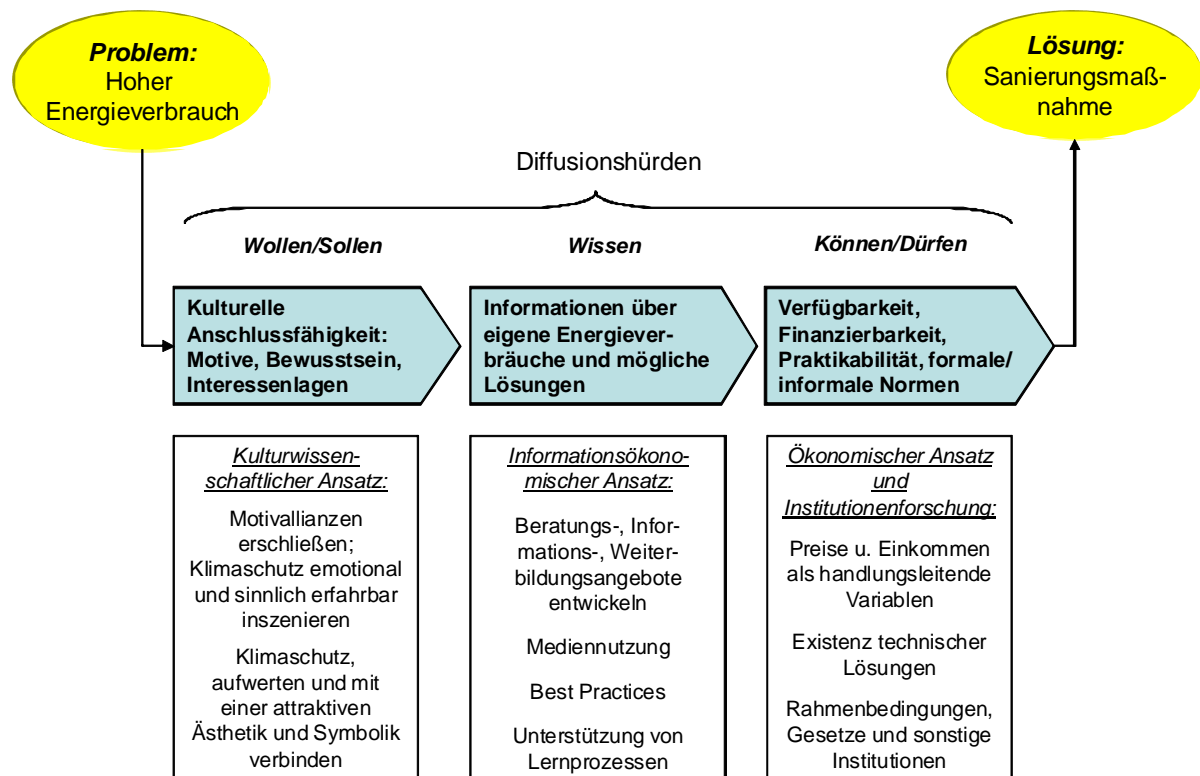 Problem:
Hoher
Energieverbrauch
Lösung:
Sanierungsmaß-
nahme
Diffusionshürden
Wollen/Sollen
Wissen
Können/Dürfen
Kulturelle
Anschlussfähigkeit:
Motive, Bewusstsein,
Interessenlagen
Informationen über
eigene Energiever-
bräuche und mögliche
Lösungen
Verfügbarkeit,
Finanzierbarkeit,
Praktikabilität, formale/
informale Normen
Kulturwissen-
schaftlicher Ansatz:
Motivallianzen
erschließen;
Klimaschutz emotional
und sinnlich erfahrbar
inszenieren
Klimaschutz,
aufwerten und mit
einer attraktiven
Ästhetik und Symbolik
verbinden
Informationsökono-
mischer Ansatz:
Beratungs-, Infor-
mations-, Weiter-
bildungsangebote
entwickeln
Mediennutzung
Best Practices
Unterstützung von
Lernprozessen
Ökonomischer Ansatz
und
Institutionenforschung:
Preise u. Einkommen
als handlungsleitende
Variablen
Existenz technischer
Lösungen
Rahmenbedingungen,
Gesetze und sonstige
Institutionen